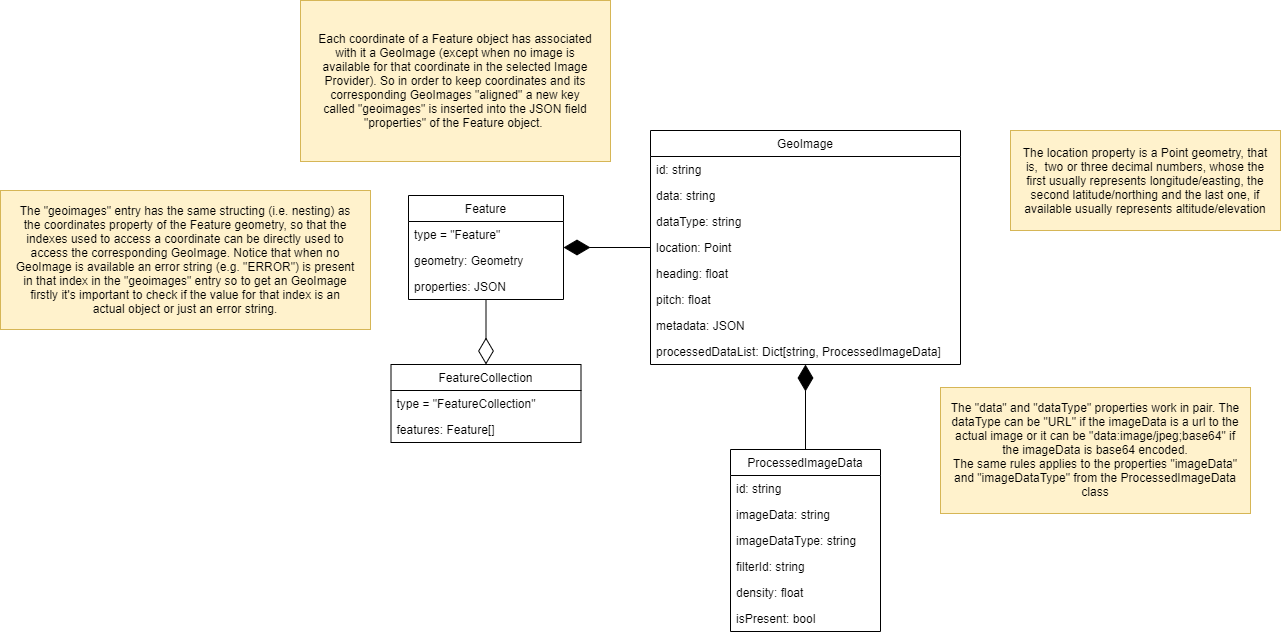 Each coordinate of a Feature object has associated
with it a GeoImage (except when no image is
available for that coordinate in the selected Image
Provider). So in order to keep coordinates and its
corresponding GeoImages "aligned" a new key
called "geoimages" is inserted into the JSON field
"properties" of the Feature object.
The "geoimages" entry has the same structing (i.e. nesting) as
the coordinates property of the Feature geometry, so that the
indexes used to access a coordinate can be directly used to
access the corresponding GeoImage. Notice that when no
GeoImage is available an error string (e.g. "ERROR") is present
in that index in the "geoimages" entry so to get an GeoImage
firstly it's important to check if the value for that index is an
actual object or just an error string.
Feature
type = "Feature"
geometry: Geometry
properties: JSON
FeatureCollection
type = "FeatureCollection"
features: Feature[]
GeoImage
id: string
data: string
dataType: string
location: Point
heading: float
pitch: float
metadata: JSON
processedDataList: Dict[string, ProcessedImageData]
The location property is a Point geometry, that
is,  two or three decimal numbers, whose the
first usually represents longitude/easting, the
second latitude/northing and the last one, if
available usually represents altitude/elevation
ProcessedImageData
id: string
imageData: string
imageDataType: string
filterId: string
density: float
isPresent: bool
The "data" and "dataType" properties work in pair. The
dataType can be "URL" if the imageData is a url to the
actual image or it can be "data:image/jpeg;base64" if
the imageData is base64 encoded.
The same rules applies to the properties "imageData"
and "imageDataType" from the ProcessedImageData
class